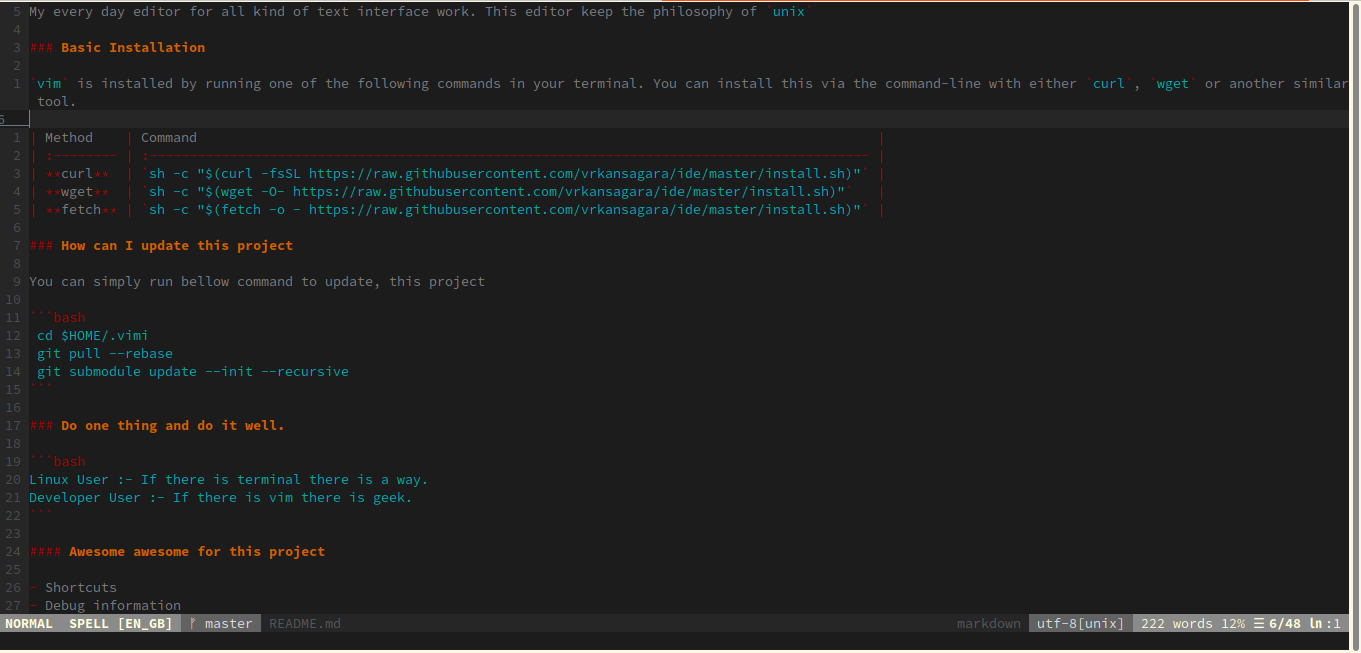 5 My every day editor for all kind of text interface work. This editor keep the philosophy of `unix`
4
3 ### Basic Installation
2
1 `vim` is installed by running one of the following commands in your terminal. You can install this via the command-line with either `curl`, `wget` or another similar
tool.
6
1 | Method | Command |
2 | :-------- | :------------------------------------------------------------------------------------------ |
3 | **curl** | `sh -c "$(curl -fsSL https://raw.githubusercontent.com/vrkansagara/ide/master/install.sh)"` |
4 | **wget** | `sh -c "$(wget -O- https://raw.githubusercontent.com/vrkansagara/ide/master/install.sh)"` |
5 | **fetch** | `sh -c "$(fetch -o - https://raw.githubusercontent.com/vrkansagara/ide/master/install.sh)"` |
6
7 ### How can I update this project
8
9 You can simply run bellow command to update, this project
10
11 ```bash
12 cd $HOME/.vimi
13 git pull --rebase
14 git submodule update --init --recursive
15 ```
16
17 ### Do one thing and do it well.
18
19 ```bash
20 Linux User :- If there is terminal there is a way.
21 Developer User :- If there is vim there is geek.
22 ```
23
24 #### Awesome awesome for this project
25
26 - Shortcuts
27 - Debug information
NORMAL SPELL [EN_GB] master README.md markdown utf-8[unix] 222 words 12% ☰ 6/48 ln :1